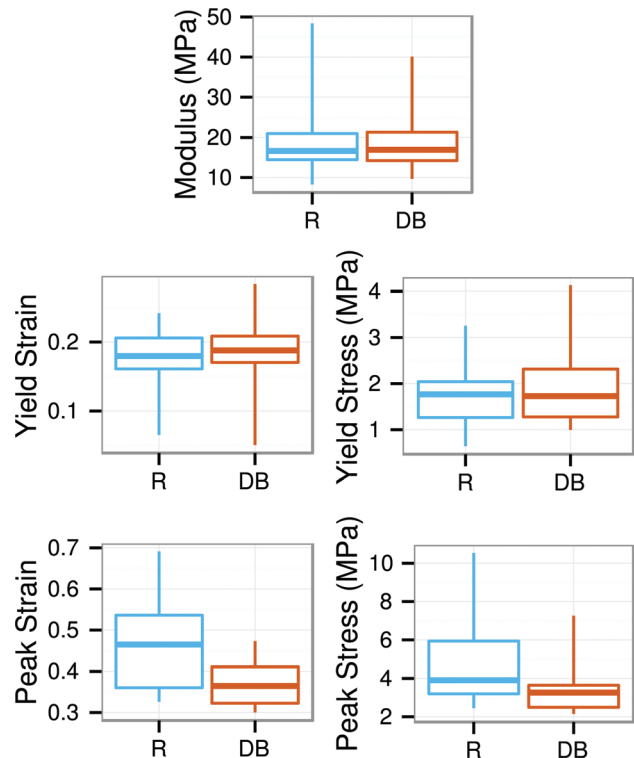 Modulus (MPa)
50
40
30
20
10
R
DB
Yield Strain
0.2
0.1
R
DB
Yield Stress (MPa)
4
3
2
1
R
DB
Peak Strain
0.7
0.6
0.5
0.4
0.3
R
DB
Peak Stress (MPa)
10
8
6
4
2
R
DB